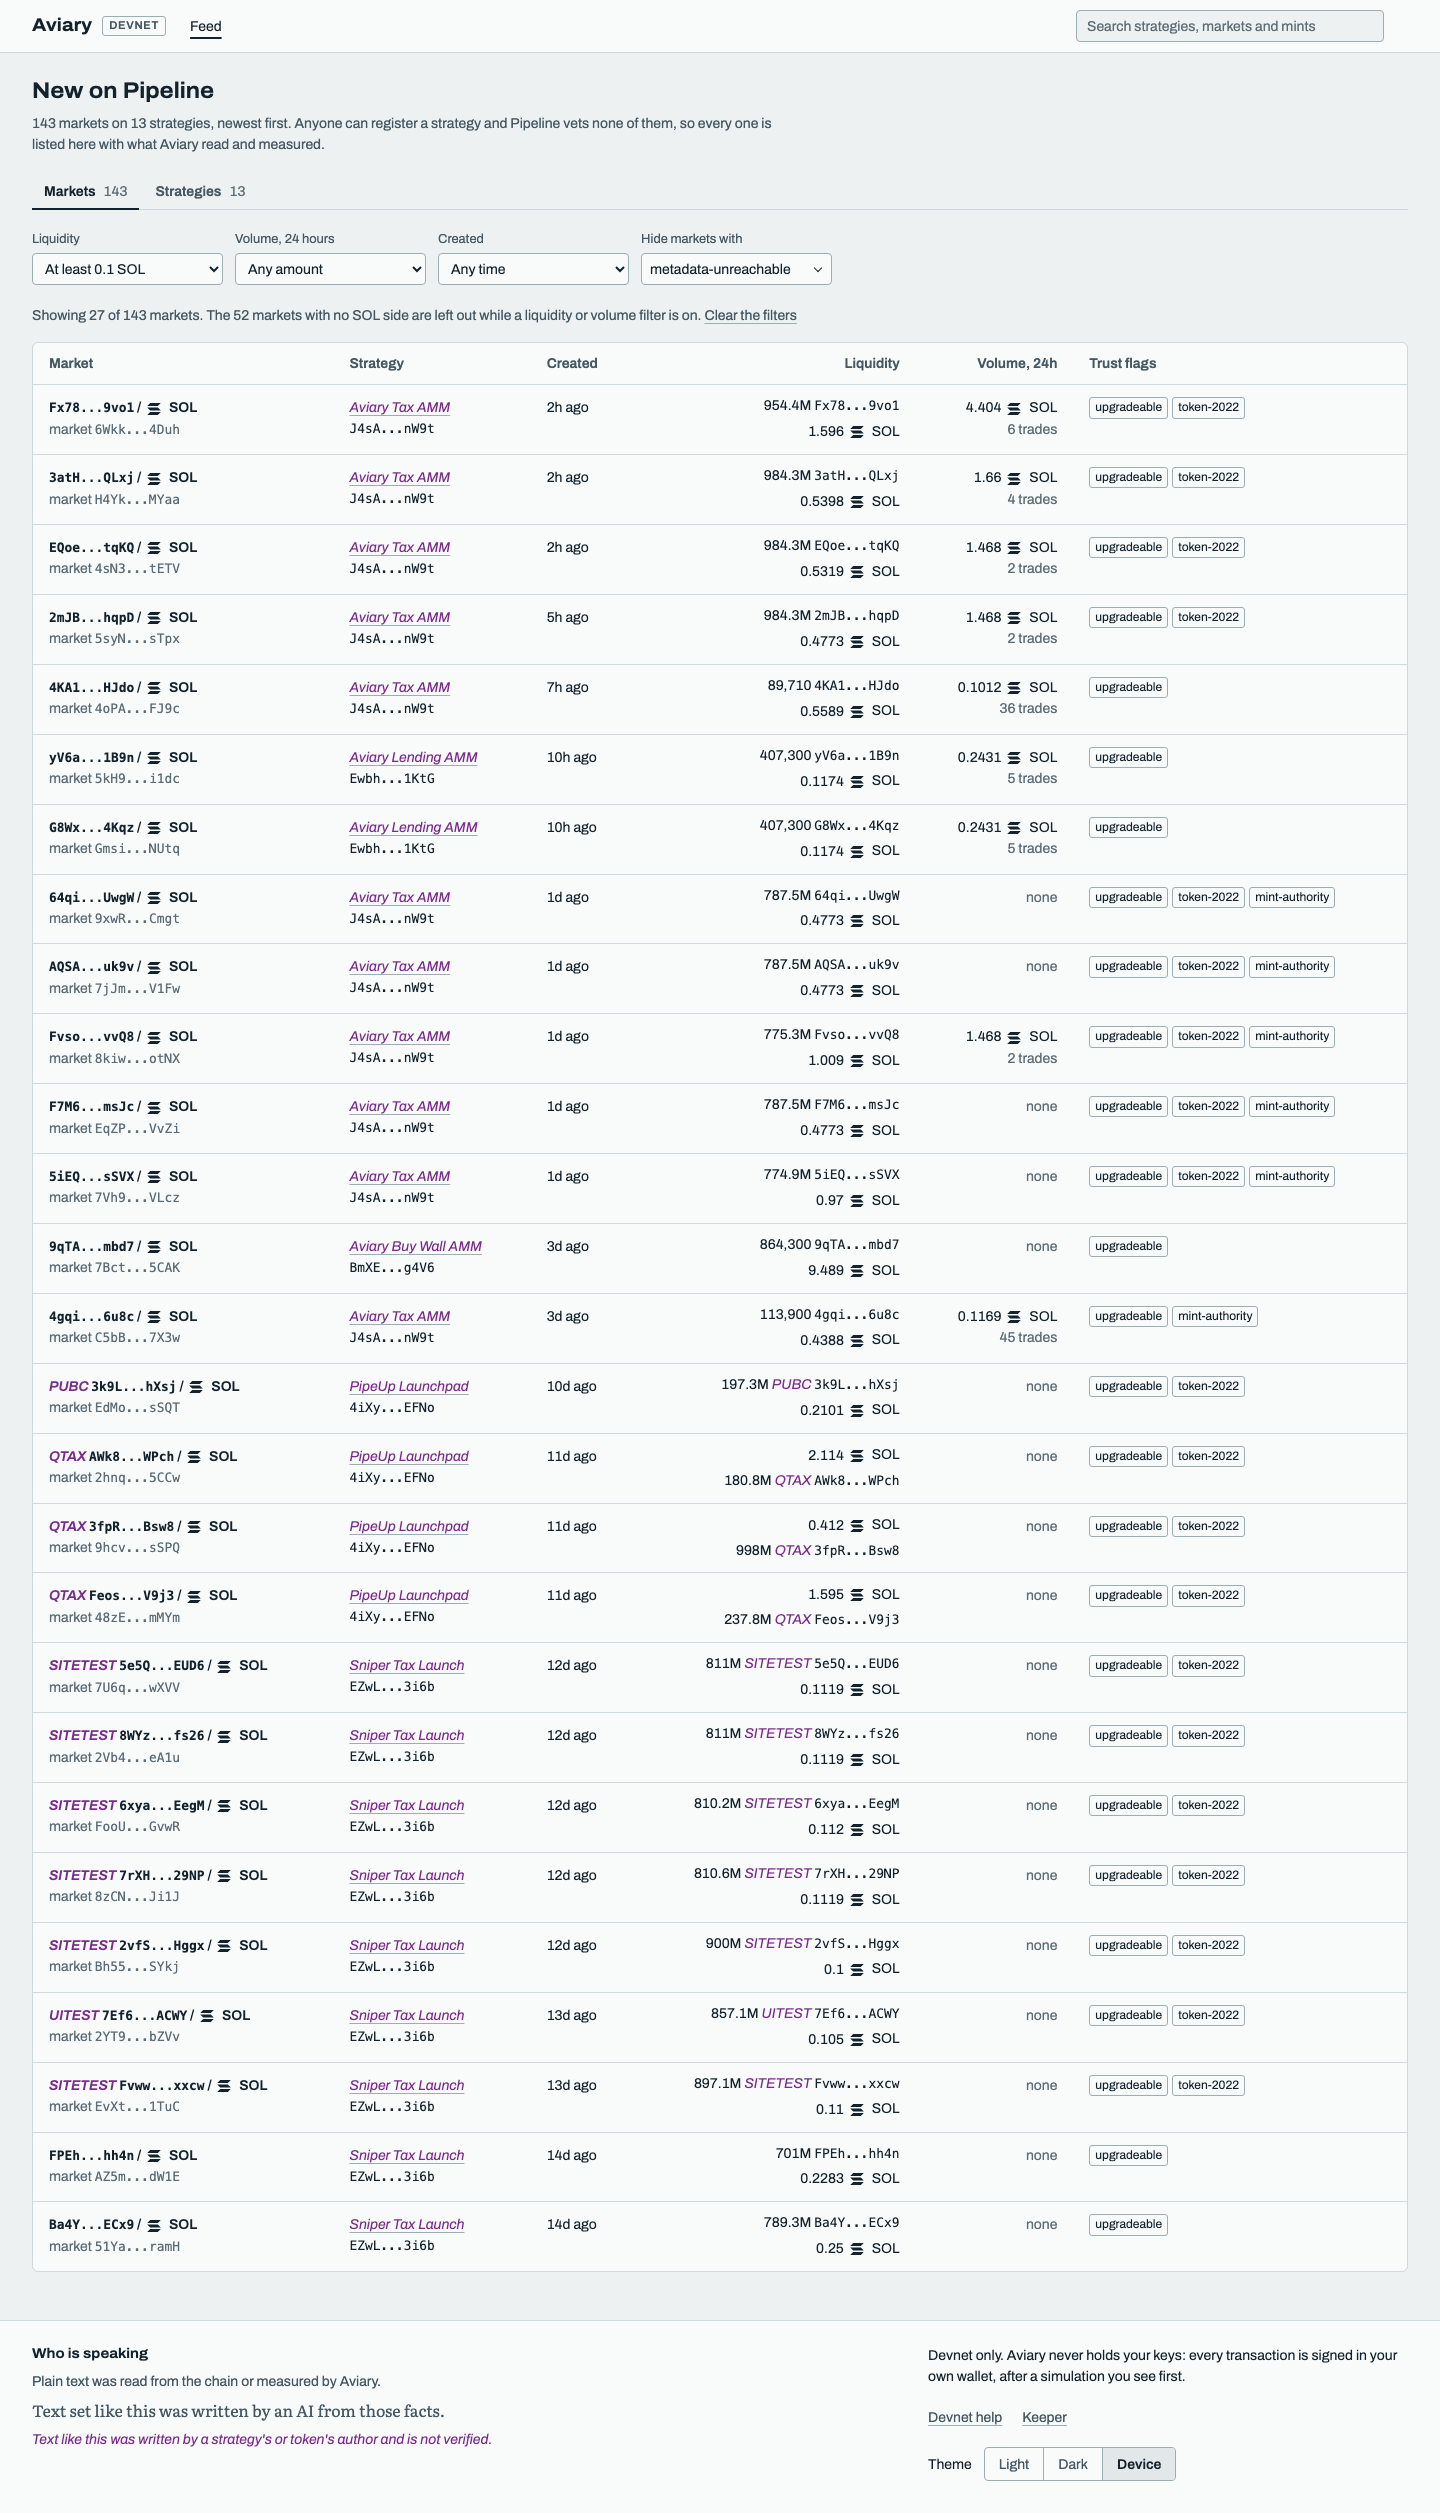 Aviary DEVNET Feed Search strategies, markets and mints
New on Pipeline
143 markets on 13 strategies, newest first. Anyone can register a strategy and Pipeline vets none of them, so every one is
listed here with what Aviary read and measured.
Markets 143 Strategies 13
Liquidity Volume, 24 hours Created Hide markets with
At least 0.1 SOL Any amount Any time metadata-unreachable
Showing 27 of 143 markets. The 52 markets with no SOL side are left out while a liquidity or volume filter is on. Clear the filters
Market Strategy Created Liquidity Volume, 24h Trust flags
Fx78...9vo1 / SOL Aviary Tax AMM 2h ago 954.4M Fx78...9vo1 4.404 SOL upgradeable token-2022
market 6Wkk...4Duh J4sA...nW9t 1.596 SOL 6 trades
3atH...QLxj / SOL Aviary Tax AMM 2h ago 984.3M 3atH...QLxj 1.66 SOL upgradeable token-2022
market H4Yk...MYaa J4sA...nW9t 0.5398 SOL 4 trades
EQoe...tqKQ / SOL Aviary Tax AMM 2h ago 984.3M EQoe...tqKQ 1.468 SOL upgradeable token-2022
market 4sN3...tETV J4sA...nW9t 0.5319 SOL 2 trades
2mJB...hqpD / SOL Aviary Tax AMM 5h ago 984.3M 2mJB...hqpD 1.468 SOL upgradeable token-2022
market 5syN...sTpx J4sA...nW9t 0.4773 SOL 2 trades
4KA1...HJdo / SOL Aviary Tax AMM 7h ago 89,710 4KA1...HJdo 0.1012 SOL upgradeable
market 4oPA...FJ9c J4sA...nW9t 0.5589 SOL 36 trades
yV6a...1B9n / SOL Aviary Lending AMM 10h ago 407,300 yV6a...1B9n 0.2431 SOL upgradeable
market 5kH9...i1dc Ewbh...1KtG 0.1174 SOL 5 trades
G8Wx...4Kqz / SOL Aviary Lending AMM 10h ago 407,300 G8Wx...4Kqz 0.2431 SOL upgradeable
market Gmsi...NUtq Ewbh...1KtG 0.1174 SOL 5 trades
64qi...UwgW / SOL Aviary Tax AMM 1d ago 787.5M 64qi...UwgW none upgradeable token-2022 mint-authority
market 9xwR...Cmgt J4sA...nW9t 0.4773 SOL
AQSA...uk9v / SOL Aviary Tax AMM 1d ago 787.5M AQSA...uk9v none upgradeable token-2022 mint-authority
market 7jJm...V1Fw J4sA...nW9t 0.4773 SOL
Fvso...vvQ8 / SOL Aviary Tax AMM 1d ago 775.3M Fvso...vvQ8 1.468 SOL upgradeable token-2022 mint-authority
market 8kiw...otNX J4sA...nW9t 1.009 SOL 2 trades
F7M6...msJc / SOL Aviary Tax AMM 1d ago 787.5M F7M6...msJc none upgradeable token-2022 mint-authority
market EqZP...VvZi J4sA...nW9t 0.4773 SOL
5iEQ...sSVX / SOL Aviary Tax AMM 1d ago 774.9M 5iEQ...sSVX none upgradeable token-2022 mint-authority
market 7Vh9...VLcz J4sA...nW9t 0.97 SOL
9qTA...mbd7 / SOL Aviary Buy Wall AMM 3d ago 864,300 9qTA...mbd7 none upgradeable
market 7Bct...5CAK BmXE...g4V6 9.489 SOL
4gqi...6u8c / SOL Aviary Tax AMM 3d ago 113,900 4gqi...6u8c 0.1169 SOL upgradeable mint-authority
market C5bB...7X3w J4sA...nW9t 0.4388 SOL 45 trades
PUBC 3k9L...hXsj / SOL PipeUp Launchpad 10d ago 197.3M PUBC 3k9L...hXsj none upgradeable token-2022
market EdMo...sSQT 4iXy...EFNo 0.2101 SOL
QTAX AWk8...WPch / SOL PipeUp Launchpad 11d ago 2.114 SOL none upgradeable token-2022
market 2hnq...5CCw 4iXy...EFNo 180.8M QTAX AWk8...WPch
QTAX 3fpR...Bsw8 / SOL PipeUp Launchpad 11d ago 0.412 SOL none upgradeable token-2022
market 9hcv...sSPQ 4iXy...EFNo 998M QTAX 3fpR...Bsw8
QTAX Feos...V9j3 / SOL PipeUp Launchpad 11d ago 1.595 SOL none upgradeable token-2022
market 48zE...mMYm 4iXy...EFNo 237.8M QTAX Feos...V9j3
SITETEST 5e5Q...EUD6 / SOL Sniper Tax Launch 12d ago 811M SITETEST 5e5Q...EUD6 none upgradeable token-2022
market 7U6q...wXVV EZwL...3i6b 0.1119 SOL
SITETEST 8WYz...fs26 / SOL Sniper Tax Launch 12d ago 811M SITETEST 8WYz...fs26 none upgradeable token-2022
market 2Vb4...eA1u EZwL...3i6b 0.1119 SOL
SITETEST 6xya...EegM / SOL Sniper Tax Launch 12d ago 810.2M SITETEST 6xya...EegM none upgradeable token-2022
market FooU...GvwR EZwL...3i6b 0.112 SOL
SITETEST 7rXH...29NP / SOL Sniper Tax Launch 12d ago 810.6M SITETEST 7rXH...29NP none upgradeable token-2022
market 8zCN...Ji1J EZwL...3i6b 0.1119 SOL
SITETEST 2vfS...Hggx / SOL Sniper Tax Launch 12d ago 900M SITETEST 2vfS...Hggx none upgradeable token-2022
market Bh55...SYkj EZwL...3i6b 0.1 SOL
UITEST 7Ef6...ACWY / SOL Sniper Tax Launch 13d ago 857.1M UITEST 7Ef6...ACWY none upgradeable token-2022
market 2YT9...bZVv EZwL...3i6b 0.105 SOL
SITETEST Fvww...xxcw / SOL Sniper Tax Launch 13d ago 897.1M SITETEST Fvww...xxcw none upgradeable token-2022
market EvXt...1TuC EZwL...3i6b 0.11 SOL
FPEh...hh4n / SOL Sniper Tax Launch 14d ago 701M FPEh...hh4n none upgradeable
market AZ5m...dW1E EZwL...3i6b 0.2283 SOL
Ba4Y...ECx9 / SOL Sniper Tax Launch 14d ago 789.3M Ba4Y...ECx9 none upgradeable
market 51Ya...ramH EZwL...3i6b 0.25 SOL
Who is speaking
Plain text was read from the chain or measured by Aviary.
Text set like this was written by an AI from those facts.
Text like this was written by a strategy's or token's author and is not verified.
Devnet only. Aviary never holds your keys: every transaction is signed in your
own wallet, after a simulation you see first.
Devnet help Keeper
Theme Light Dark Device